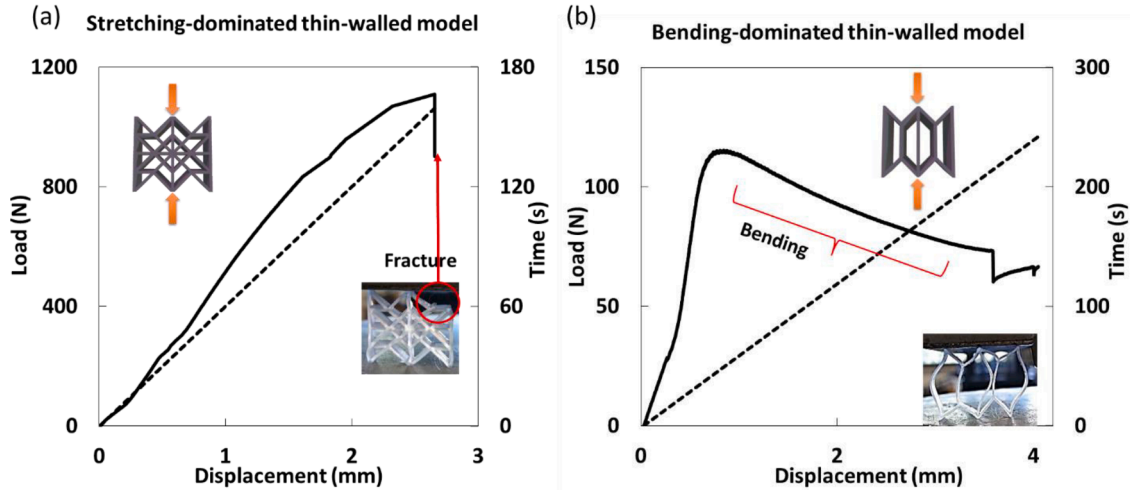 (a) Stretching-dominated thin-walled model
1200
800
400
0
Load (N)
180
120
60
0
Time (s)
Fracture
0
1
2
3
Displacement (mm)
(b) Bending-dominated thin-walled model
150
100
50
0
Load (N)
300
200
100
0
Time (s)
Bending
0
2
4
Displacement (mm)